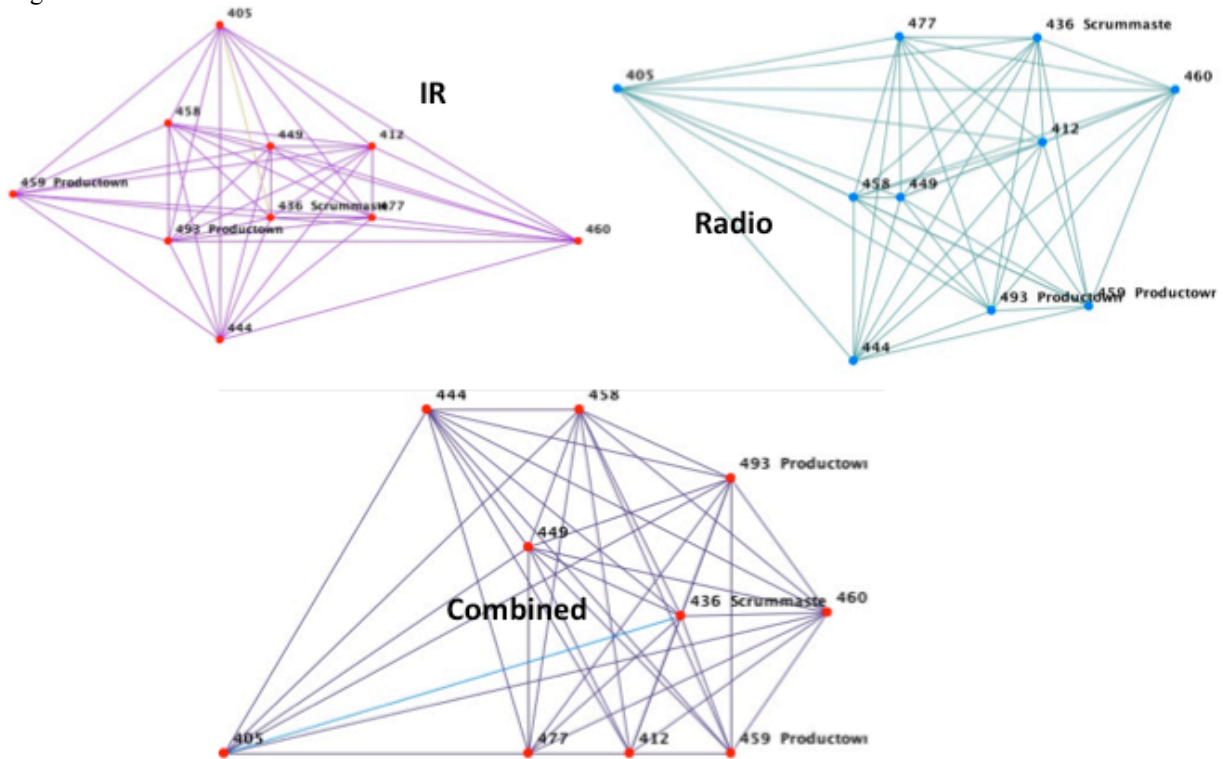 405
IR
458
449
412
459 Productown
436 Scrummaste
477
493 Productown
460
444
477
436 Scrummaste
405
460
412
458
449
Radio
493 Productown
459 Productowr
444
444
458
493 Productowi
449
Combined
436 Scrummaste
460
405
477
412
459 Productowi